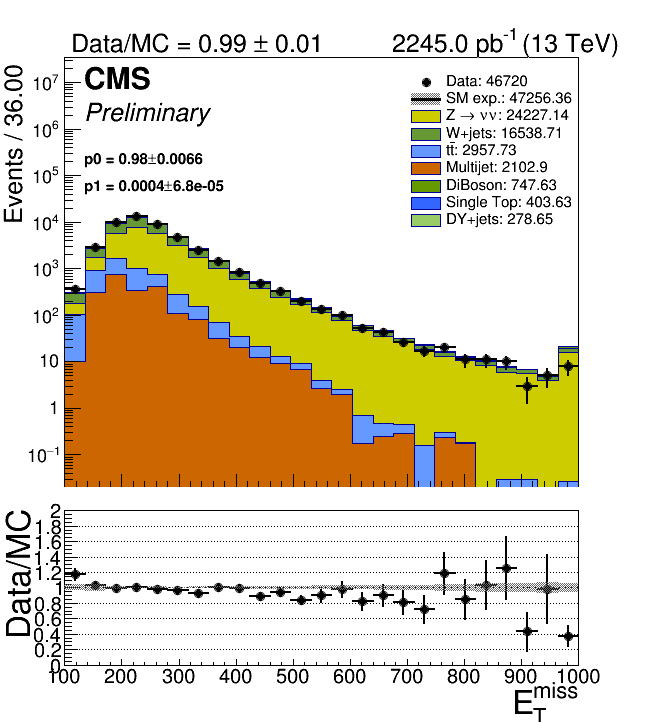 Data/MC = 0.99 ± 0.01
2245.0 pb⁻¹ (13 TeV)
Events / 36.00
10⁷
10⁶
10⁵
10⁴
10³
10²
10
1
10⁻¹
CMS
Preliminary
p0 = 0.98±0.0066
p1 = 0.0004±6.8e-05
Data: 46720
SM exp.: 47256.36
Z → νν: 24227.14
W+jets: 16538.71
tt̄: 2957.73
Multijet: 2102.9
DiBoson: 747.63
Single Top: 403.63
DY+jets: 278.65
Data/MC
2
1.8
1.6
1.4
1.2
1
0.8
0.6
0.4
0.2
0
100 200 300 400 500 600 700 800 900 1000
E_T^miss